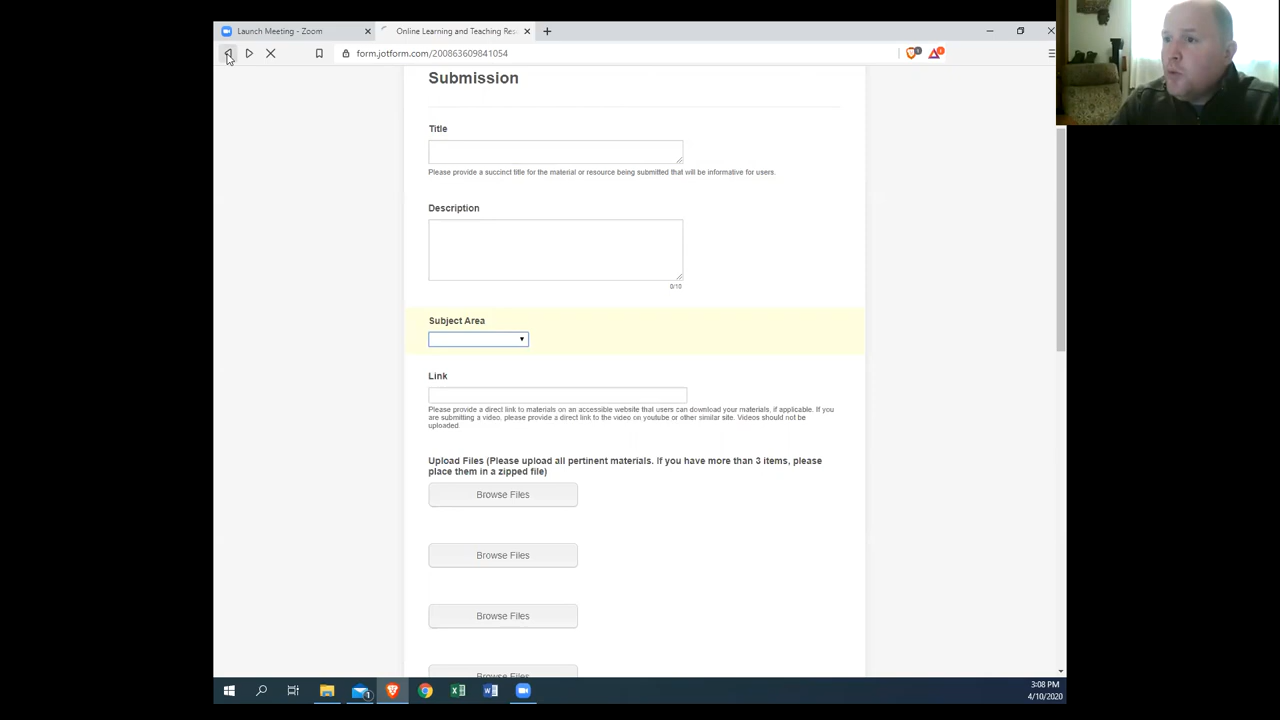 Launch Meeting - Zoom
Online Learning and Teaching Res
form.jotform.com/200863609841054
Submission
Title
Please provide a succinct title for the material or resource being submitted that will be informative for users.
Description
0/10
Subject Area
Link
Please provide a direct link to materials on an accessible website that users can download your materials, if applicable. If you
are submitting a video, please provide a direct link to the video on youtube or other similar site. Videos should not be
uploaded.
Upload Files (Please upload all pertinent materials. If you have more than 3 items, please
place them in a zipped file)
Browse Files
Browse Files
Browse Files
Browse Files
3:08 PM
4/10/2020